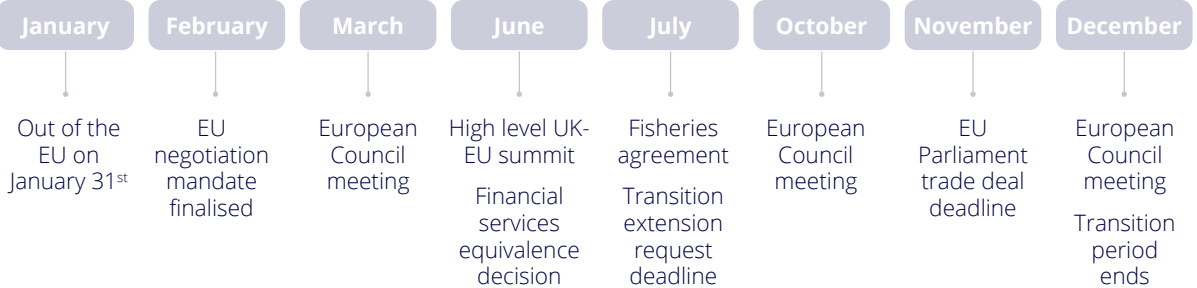 January
Out of the
EU on
January 31st
February
EU
negotiation
mandate
finalised
March
European
Council
meeting
June
High level UK-
EU summit
Financial
services
equivalence
decision
July
Fisheries
agreement
Transition
extension
request
deadline
October
European
Council
meeting
November
EU
Parliament
trade deal
deadline
December
European
Council
meeting
Transition
period
ends